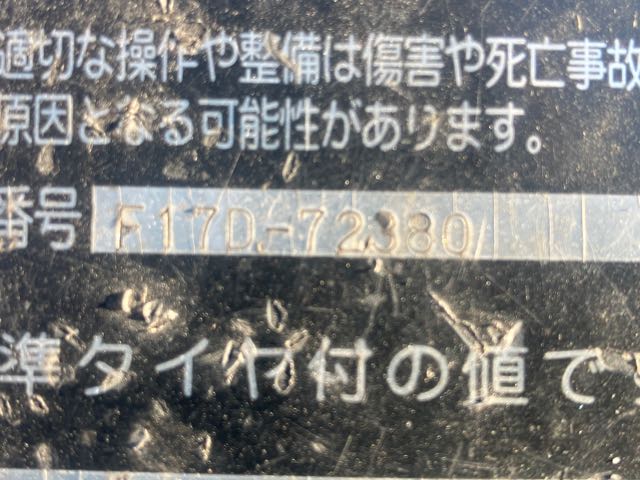 適切な操作や整備は傷害や死亡事故
原因となる可能性があります。
番号 F17D-72380
準タイヤ付の値で